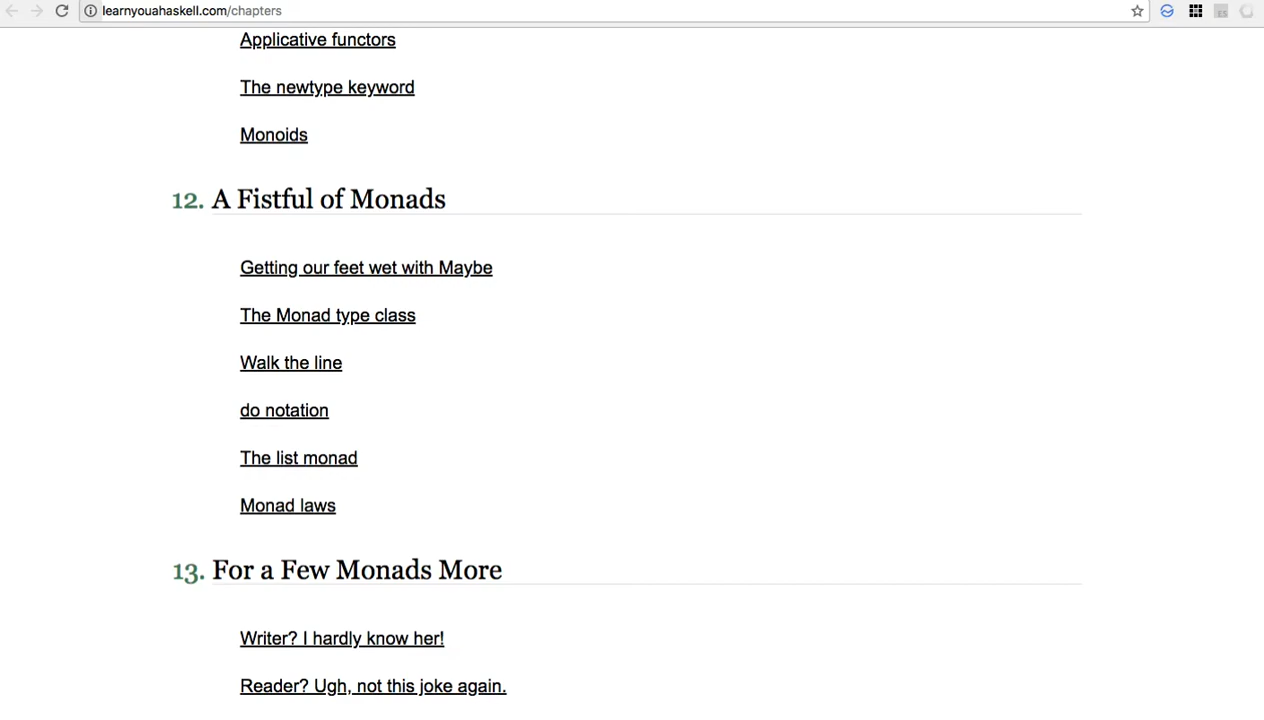 learnyouahaskell.com/chapters
Applicative functors
The newtype keyword
Monoids
12. A Fistful of Monads
Getting our feet wet with Maybe
The Monad type class
Walk the line
do notation
The list monad
Monad laws
13. For a Few Monads More
Writer? I hardly know her!
Reader? Ugh, not this joke again.